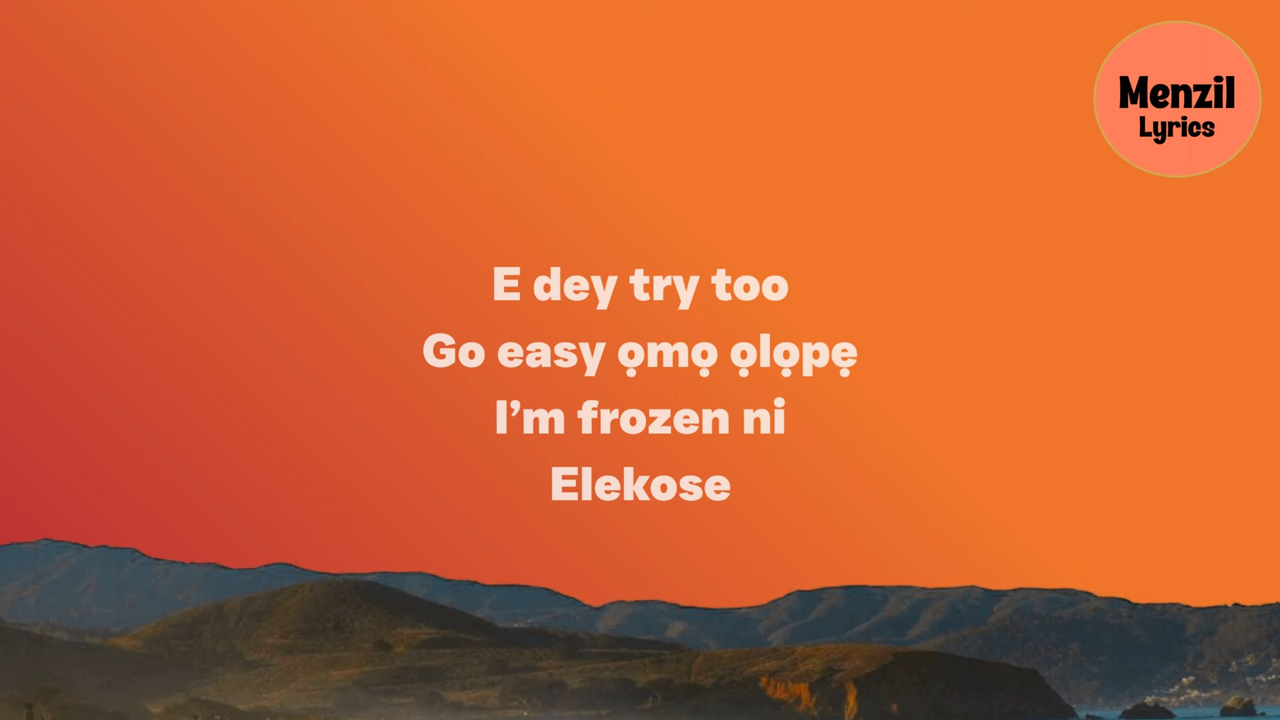 Menzil
Lyrics
E dey try too
Go easy ọmọ ọlọpẹ
I'm frozen ni
Elekose